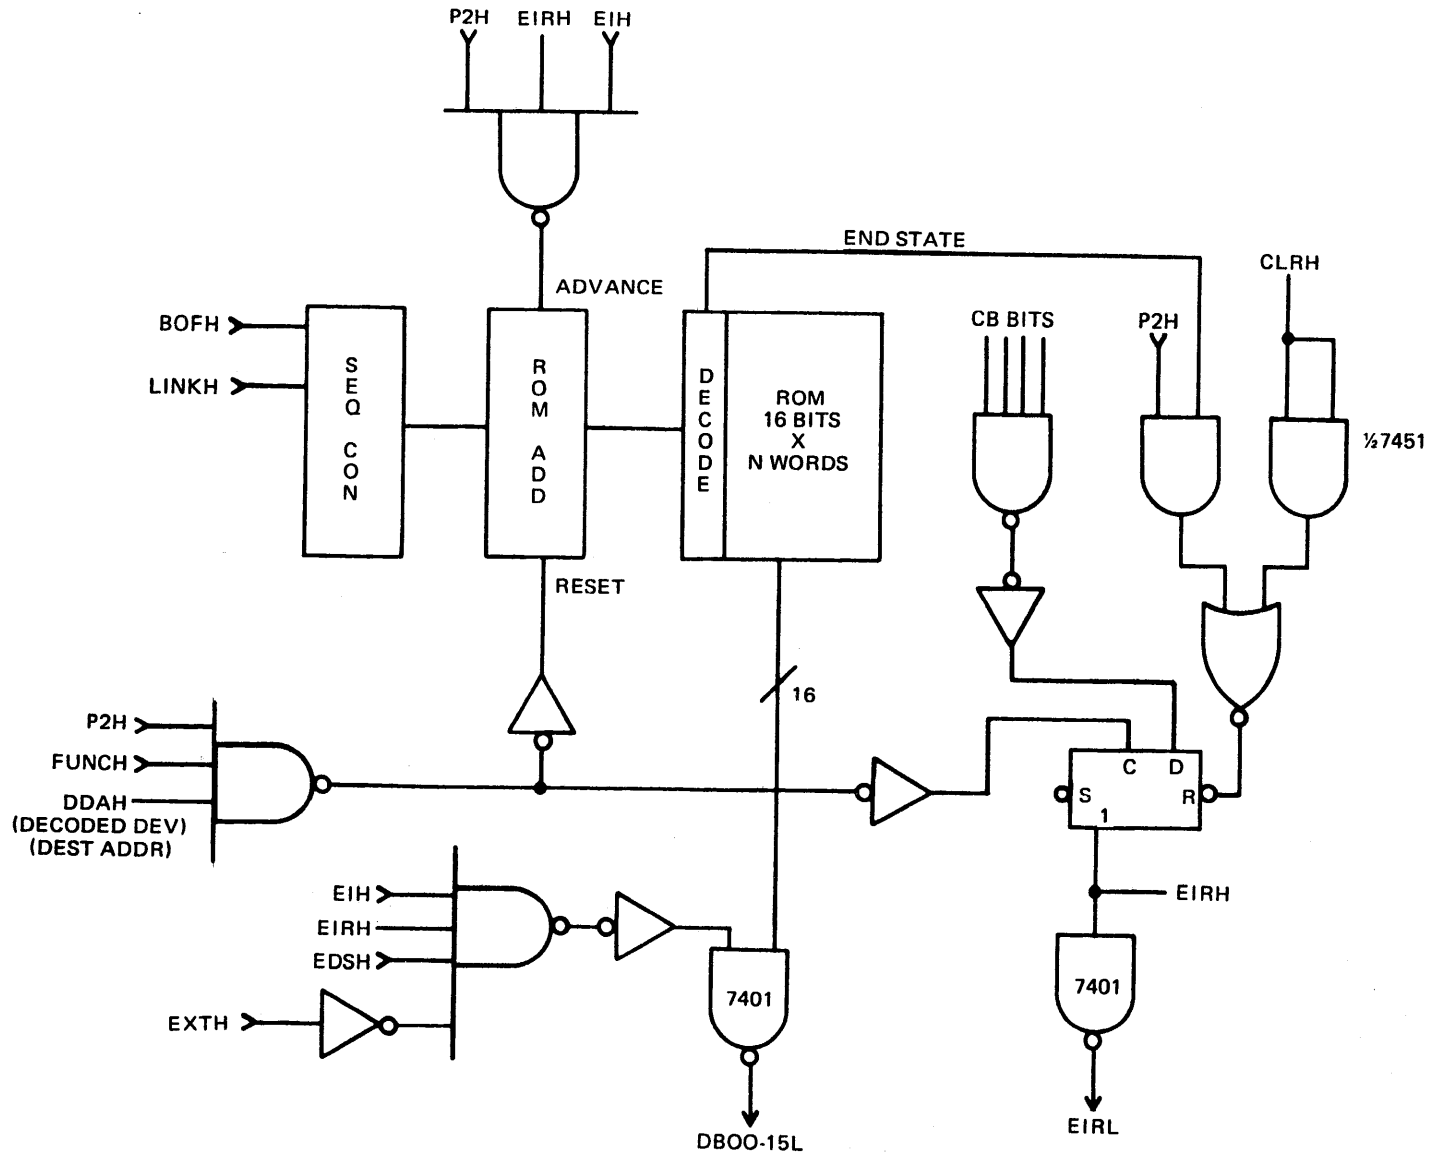 P2H EIRH EIH
END STATE
CLRH
ADVANCE
BOFH
LINKH
SEQ CON
ROM ADD
DECODE
ROM
16 BITS
X
N WORDS
CB BITS
P2H
½7451
RESET
16
P2H
FUNCH
DDAH
(DECODED DEV)
(DEST ADDR)
C D
S R
1
EIH
EIRH
EDSH
EXTH
7401
EIRH
7401
DBOO-15L
EIRL